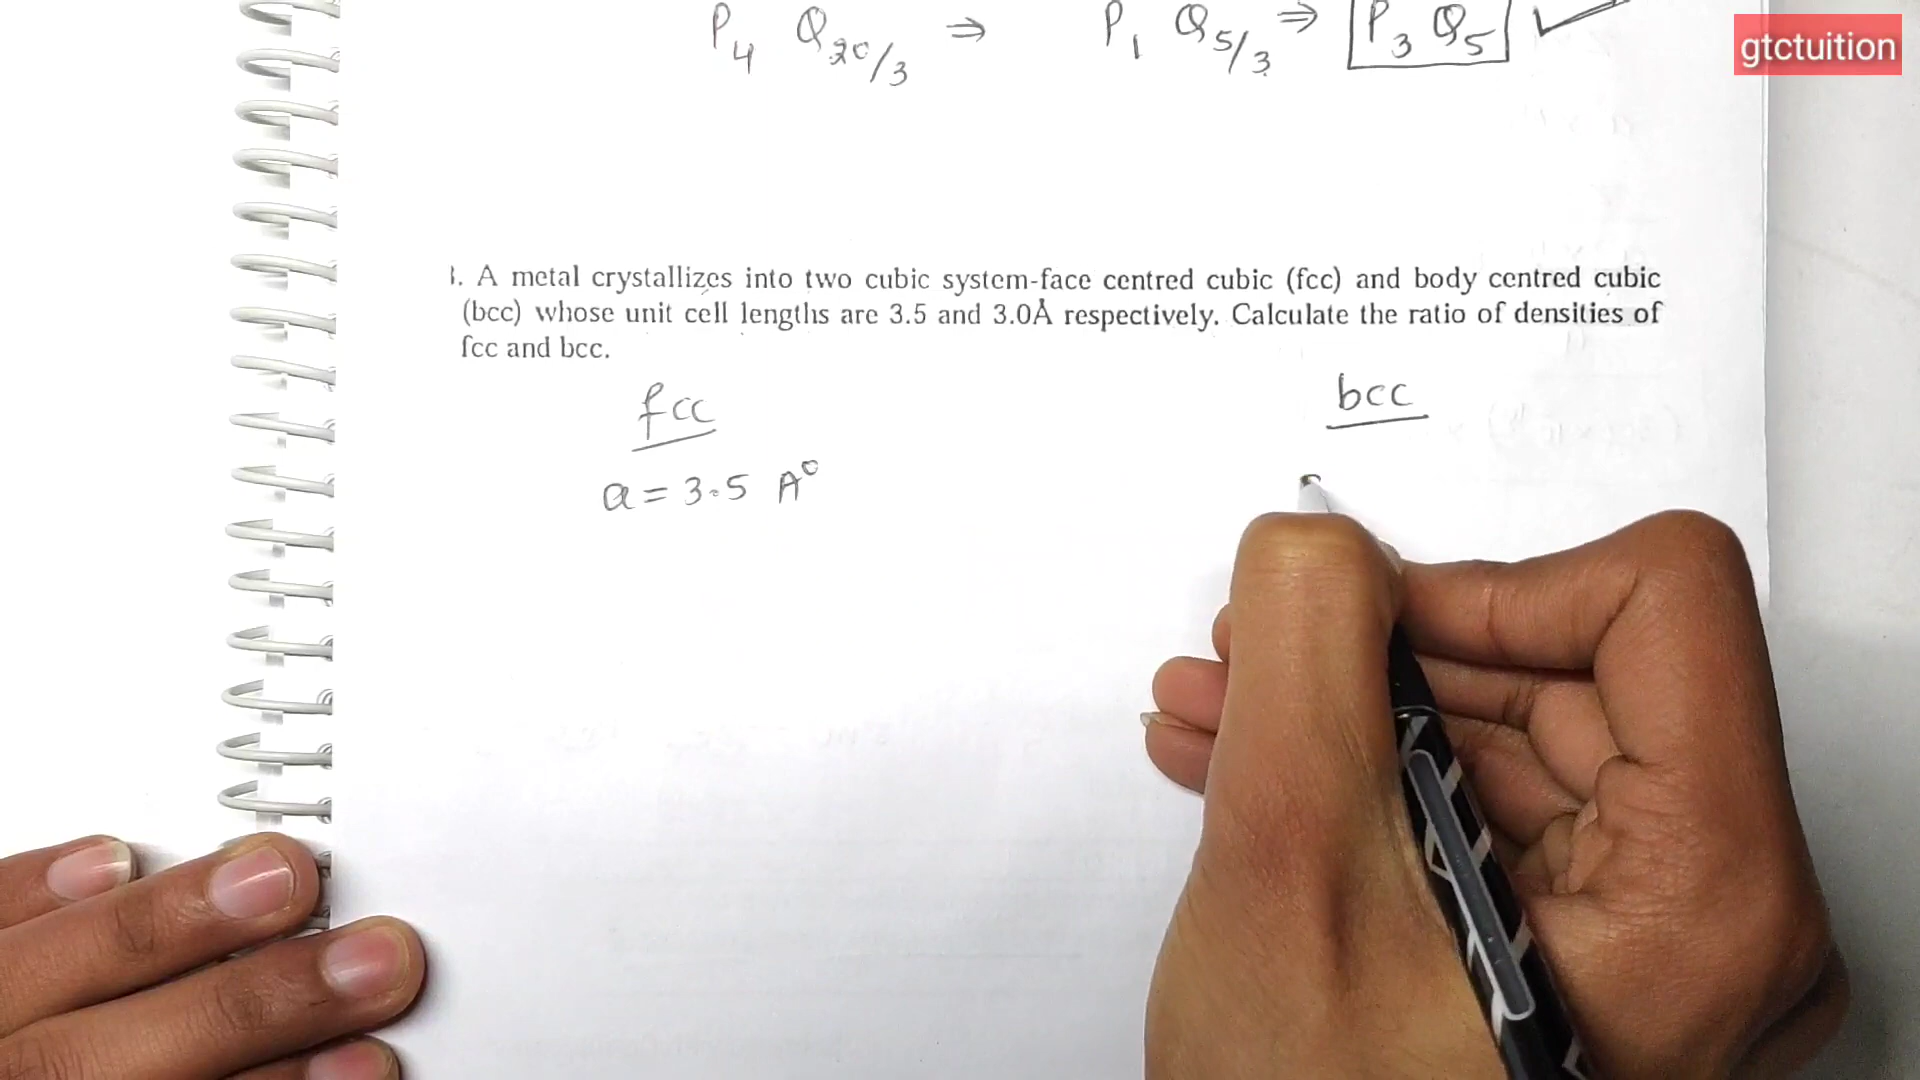 P4 Q20/3 ⇒ P1 Q5/3 ⇒ P3 Q5 ✓
gtctuition
1. A metal crystallizes into two cubic system-face centred cubic (fcc) and body centred cubic
(bcc) whose unit cell lengths are 3.5 and 3.0Å respectively. Calculate the ratio of densities of
fcc and bcc.
fcc bcc
a = 3.5 A°